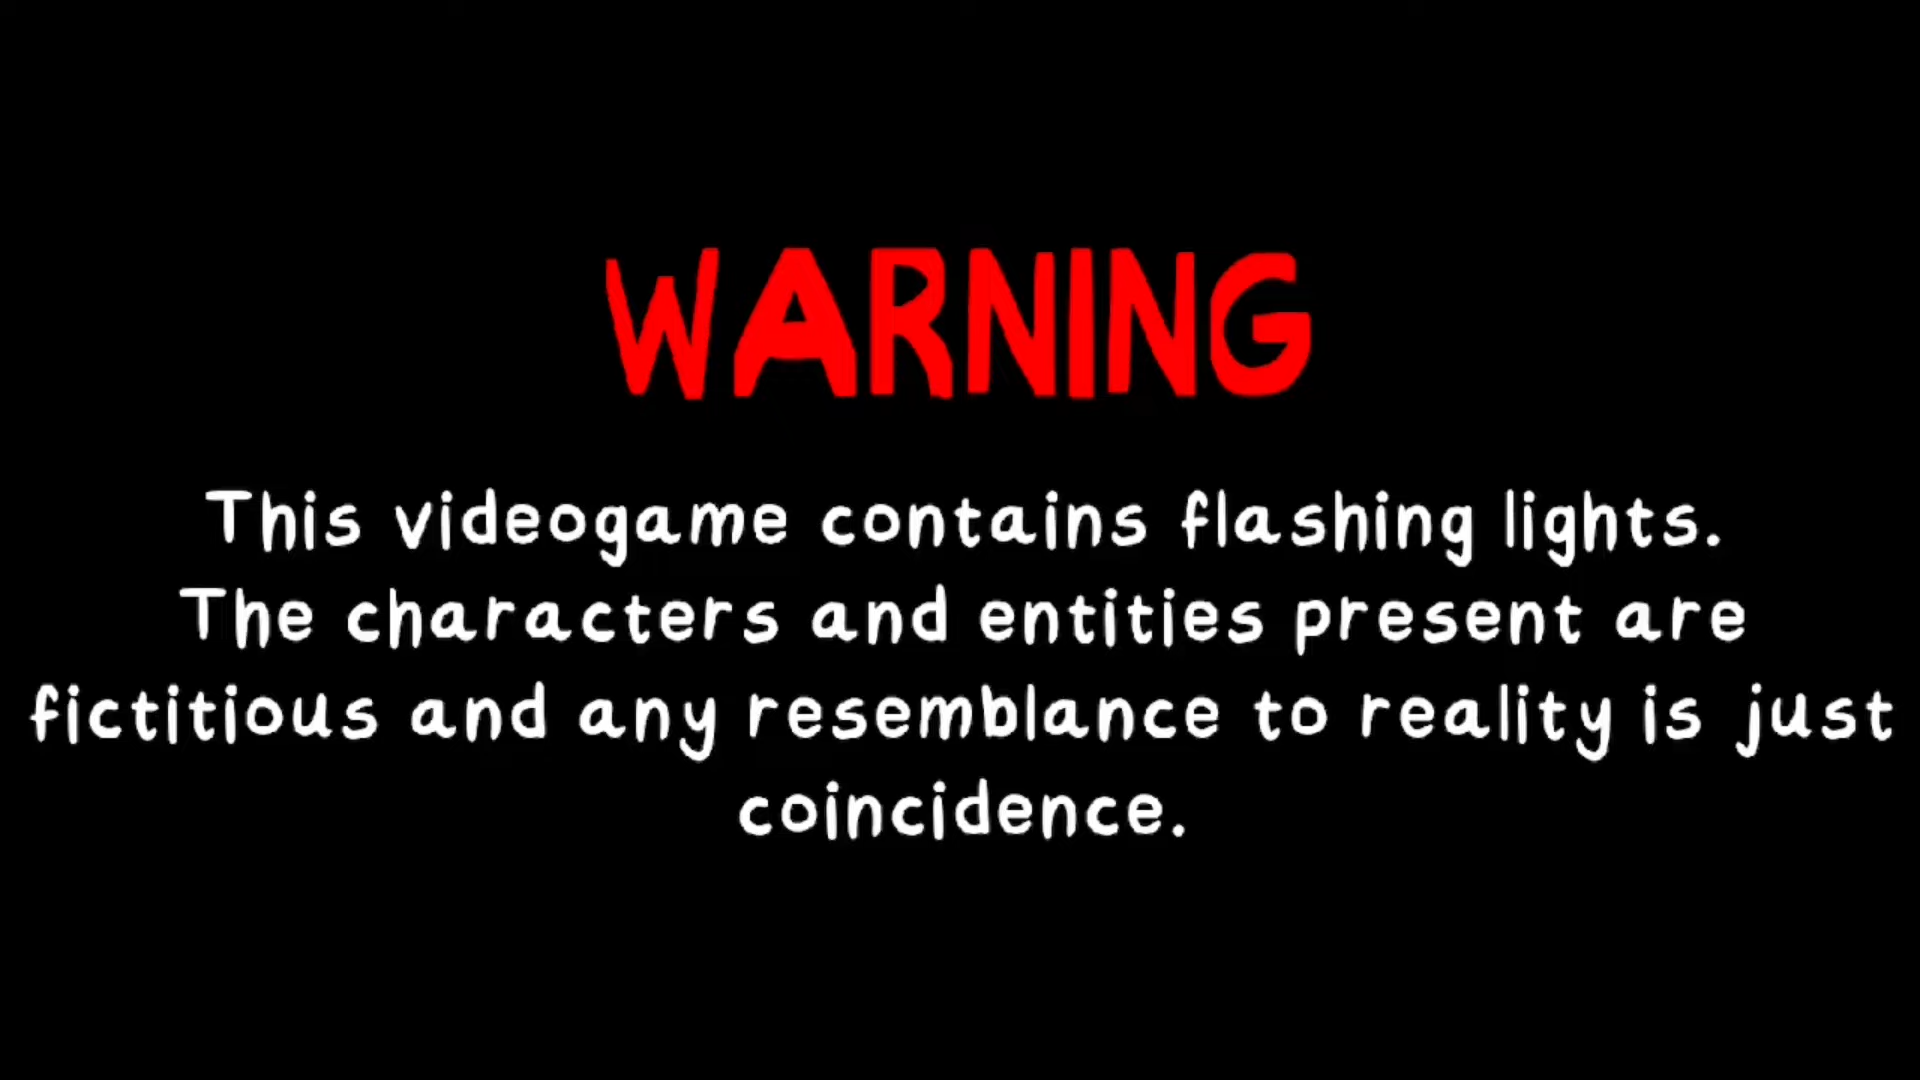 WARNING
This videogame contains flashing lights.
The characters and entities present are
fictitious and any resemblance to reality is just
coincidence.